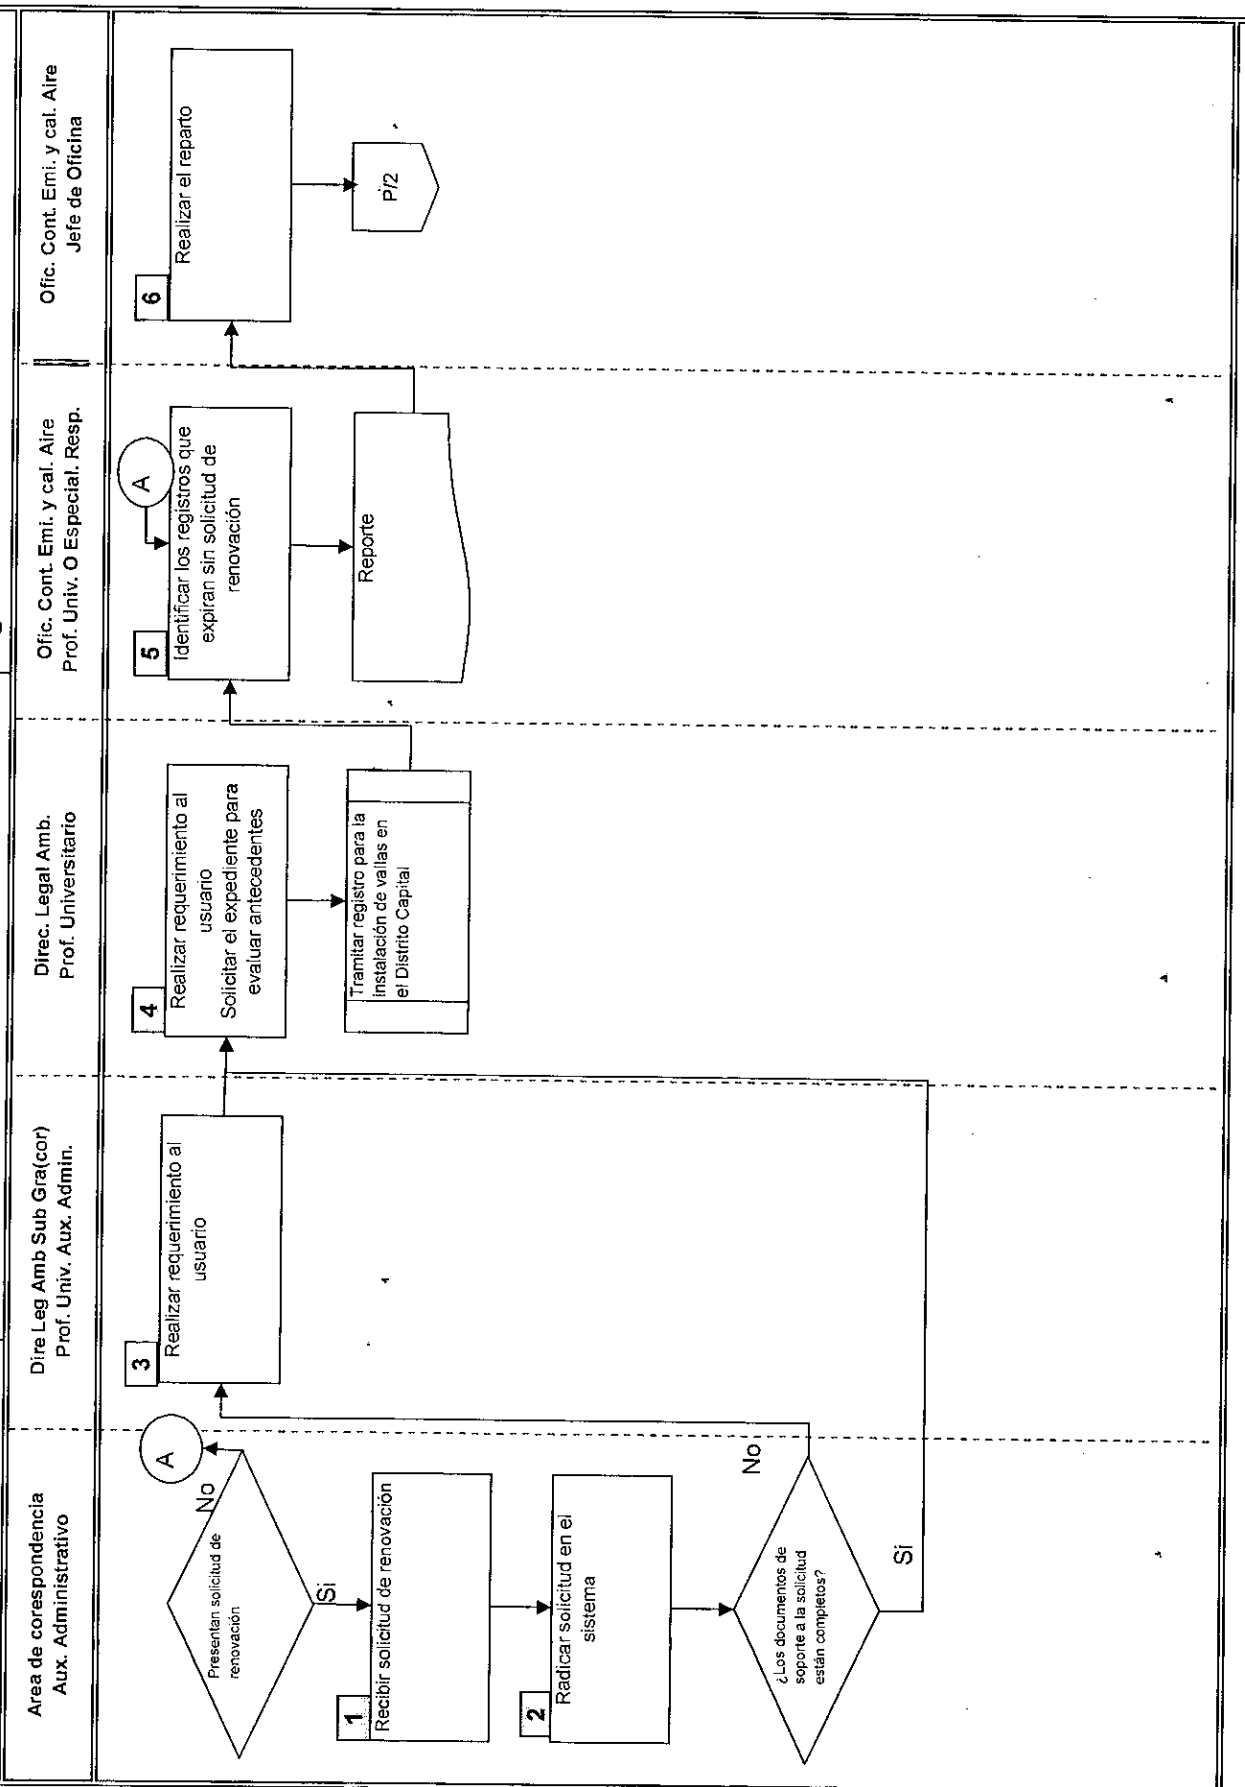 Area de corespondencia
Aux. Administrativo
Dire Leg Amb Sub Gra(cor)
Prof. Univ. Aux. Admin.
Direc. Legal Amb.
Prof. Universitario
Ofic. Cont. Emi. y cal. Aire
Prof. Univ. O Especial. Resp.
Ofic. Cont. Emi. y cal. Aire
Jefe de Oficina
Presentan solicitud de
renovación
No
A
Si
1
Recibir solicitud de renovación
2
Radicar solicitud en el
sistema
¿Los documentos de
soporte a la solicitud
están completos?
No
Si
3
Realizar requerimiento al
usuario
4
Realizar requerimiento al
usuario
Solicitar el expediente para
evaluar antecedentes
Tramitar registro para la
instalación de vallas en
el Distrito Capital
A
5
Identificar los registros que
expiran sin solicitud de
renovación
Reporte
6
Realizar el reparto
P/2